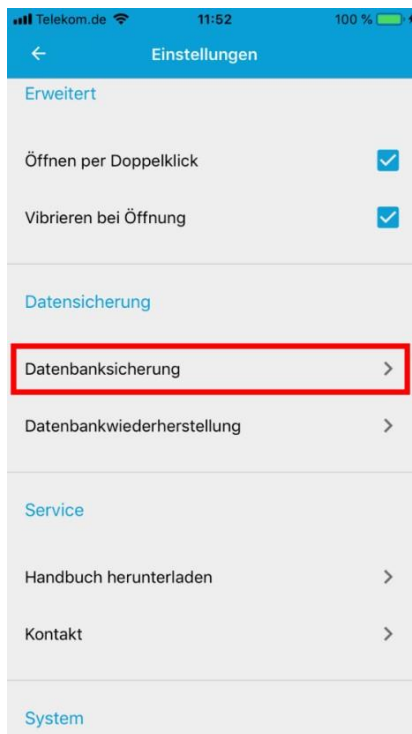 Telekom.de 11:52 100 %
Einstellungen
Erweitert
Öffnen per Doppelklick
Vibrieren bei Öffnung
Datensicherung
Datenbanksicherung
Datenbankwiederherstellung
Service
Handbuch herunterladen
Kontakt
System